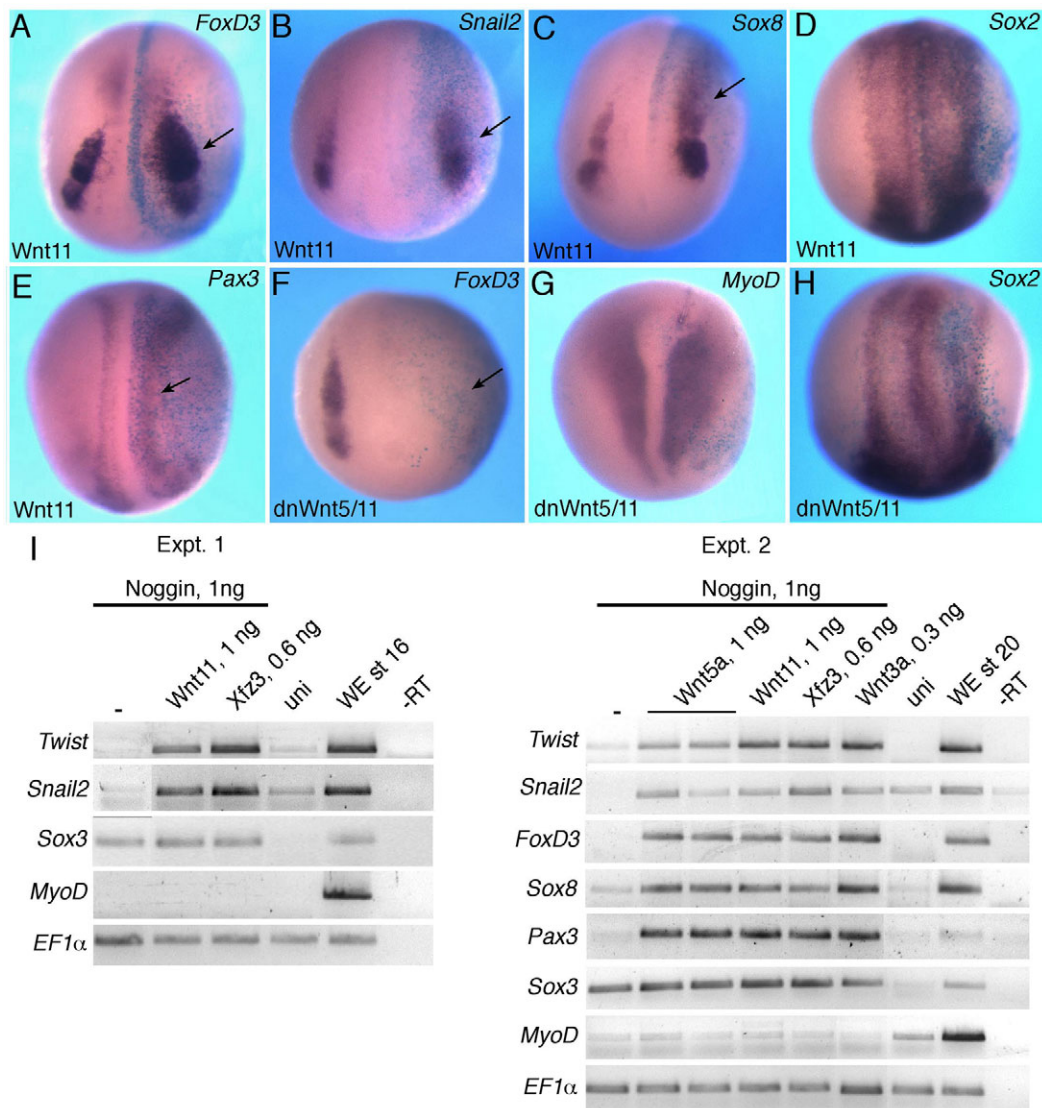 A FoxD3 B Snail2 C Sox8 D Sox2
Wnt11 Wnt11 Wnt11 Wnt11
E Pax3 F FoxD3 G MyoD H Sox2
Wnt11 dnWnt5/11 dnWnt5/11 dnWnt5/11
I Expt. 1 Expt. 2
Noggin, 1ng Noggin, 1ng
- Wnt11, 1 ng Xfz3, 0.6 ng uni WE st 16 -RT
- Wnt5a, 1 ng Wnt11, 1 ng Xfz3, 0.6 ng Wnt3a, 0.3 ng uni WE st 20 -RT
Twist
Snail2
Sox3
MyoD
EF1α
Twist
Snail2
FoxD3
Sox8
Pax3
Sox3
MyoD
EF1α